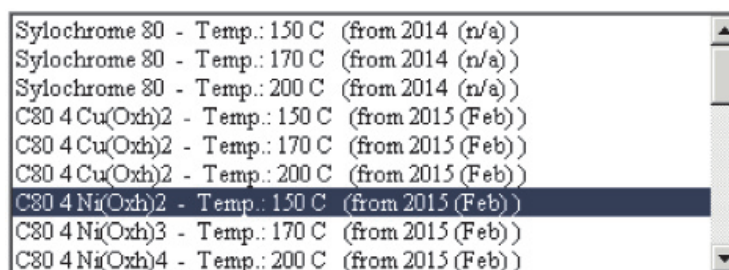 Sylochrome 80 - Temp.: 150 C (from 2014 (n/a))
Sylochrome 80 - Temp.: 170 C (from 2014 (n/a))
Sylochrome 80 - Temp.: 200 C (from 2014 (n/a))
C80 4 Cu(Oxh)2 - Temp.: 150 C (from 2015 (Feb))
C80 4 Cu(Oxh)2 - Temp.: 170 C (from 2015 (Feb))
C80 4 Cu(Oxh)2 - Temp.: 200 C (from 2015 (Feb))
C80 4 Ni(Oxh)2 - Temp.: 150 C (from 2015 (Feb))
C80 4 Ni(Oxh)3 - Temp.: 170 C (from 2015 (Feb))
C80 4 Ni(Oxh)4 - Temp.: 200 C (from 2015 (Feb))